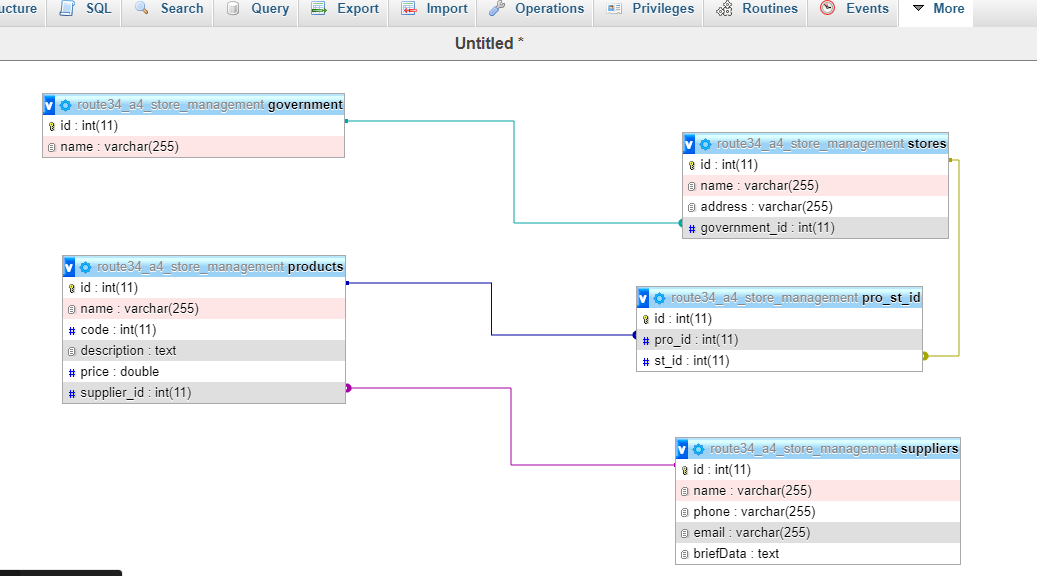 ucture SQL Search Query Export Import Operations Privileges Routines Events More
Untitled *
route34_a4_store_management government
id : int(11)
name : varchar(255)
route34_a4_store_management stores
id : int(11)
name : varchar(255)
address : varchar(255)
government_id : int(11)
route34_a4_store_management products
id : int(11)
name : varchar(255)
code : int(11)
description : text
price : double
supplier_id : int(11)
route34_a4_store_management pro_st_id
id : int(11)
pro_id : int(11)
st_id : int(11)
route34_a4_store_management suppliers
id : int(11)
name : varchar(255)
phone : varchar(255)
email : varchar(255)
briefData : text